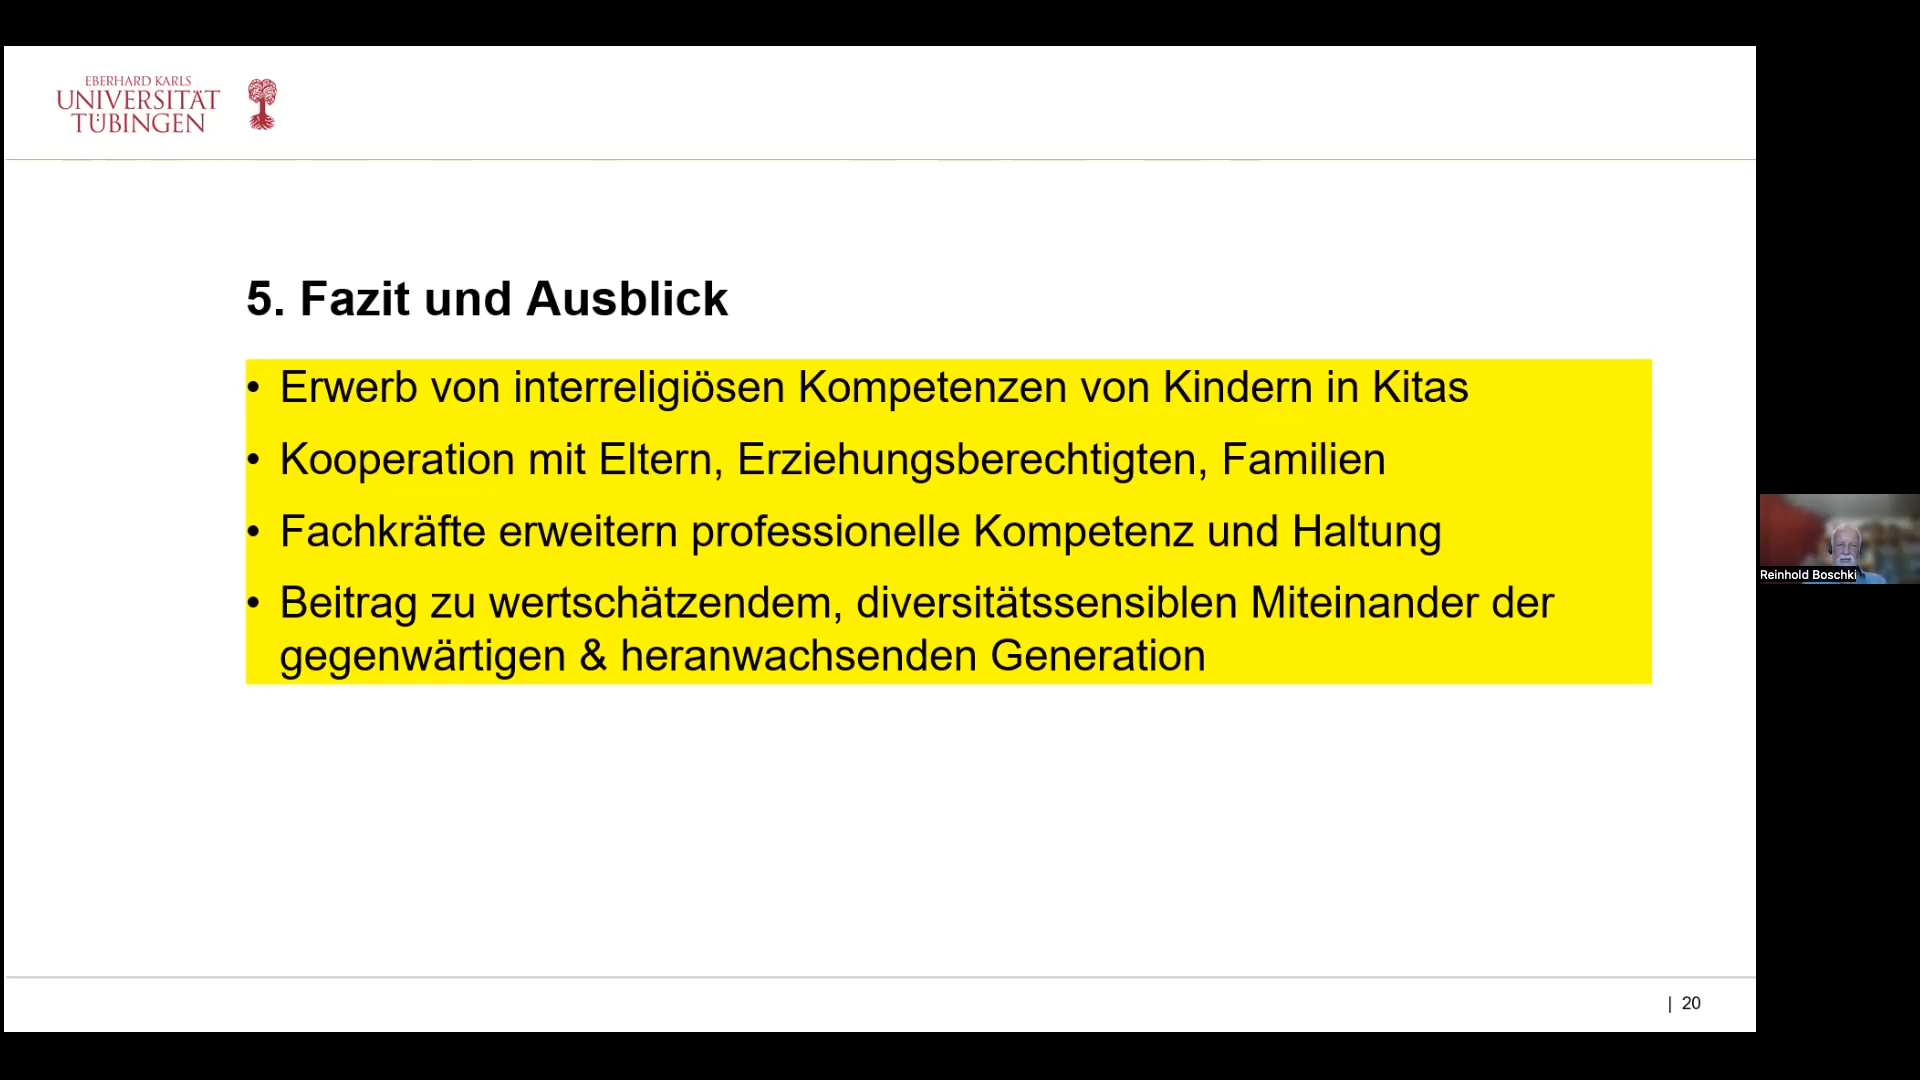 EBERHARD KARLS
UNIVERSITÄT
TÜBINGEN
5. Fazit und Ausblick
• Erwerb von interreligiösen Kompetenzen von Kindern in Kitas
• Kooperation mit Eltern, Erziehungsberechtigten, Familien
• Fachkräfte erweitern professionelle Kompetenz und Haltung
• Beitrag zu wertschätzendem, diversitätssensiblen Miteinander der
gegenwärtigen & heranwachsenden Generation
Reinhold Boschki
| 20